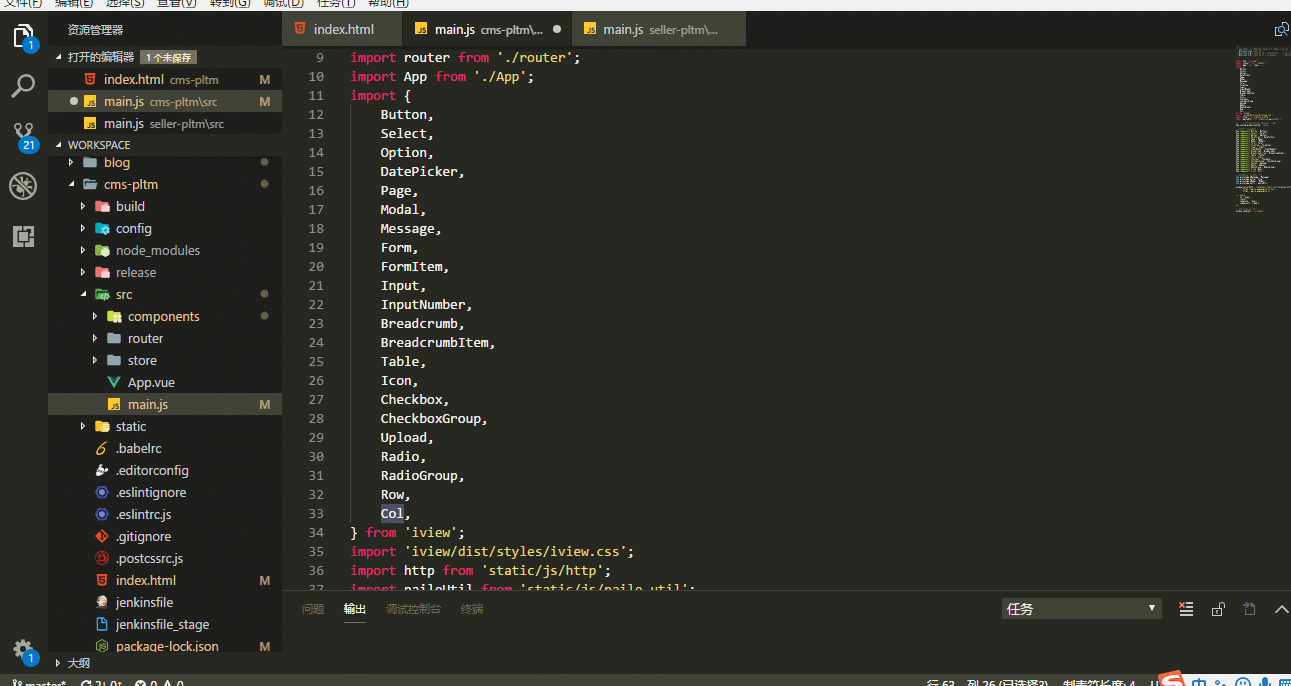 文件(F) 编辑(E) 选择(S) 查看(V) 转到(G) 调试(D) 任务(T) 帮助(H)
资源管理器
打开的编辑器 1 个未保存
index.html cms-pltm M
main.js cms-pltm\src M
main.js seller-pltm\src
WORKSPACE
blog
cms-pltm
build
config
node_modules
release
src
components
router
store
App.vue
main.js M
static
.babelrc
.editorconfig
.eslintignore
.eslintrc.js
.gitignore
.postcssrc.js
index.html M
jenkinsfile
jenkinsfile_stage
package-lock.json M
大纲
1
21
1
index.html
main.js cms-pltm\...
main.js seller-pltm\...
9 import router from './router';
10 import App from './App';
11 import {
12 Button,
13 Select,
14 Option,
15 DatePicker,
16 Page,
17 Modal,
18 Message,
19 Form,
20 FormItem,
21 Input,
22 InputNumber,
23 Breadcrumb,
24 BreadcrumbItem,
25 Table,
26 Icon,
27 Checkbox,
28 CheckboxGroup,
29 Upload,
30 Radio,
31 RadioGroup,
32 Row,
33 Col,
34 } from 'iview';
35 import 'iview/dist/styles/iview.css';
36 import http from 'static/js/http';
37 import
问题 输出 调试控制台 终端 任务
master* 2↓ 0↑ 0 0 行 63，列 26 (已选择3) 制表符长度: 4